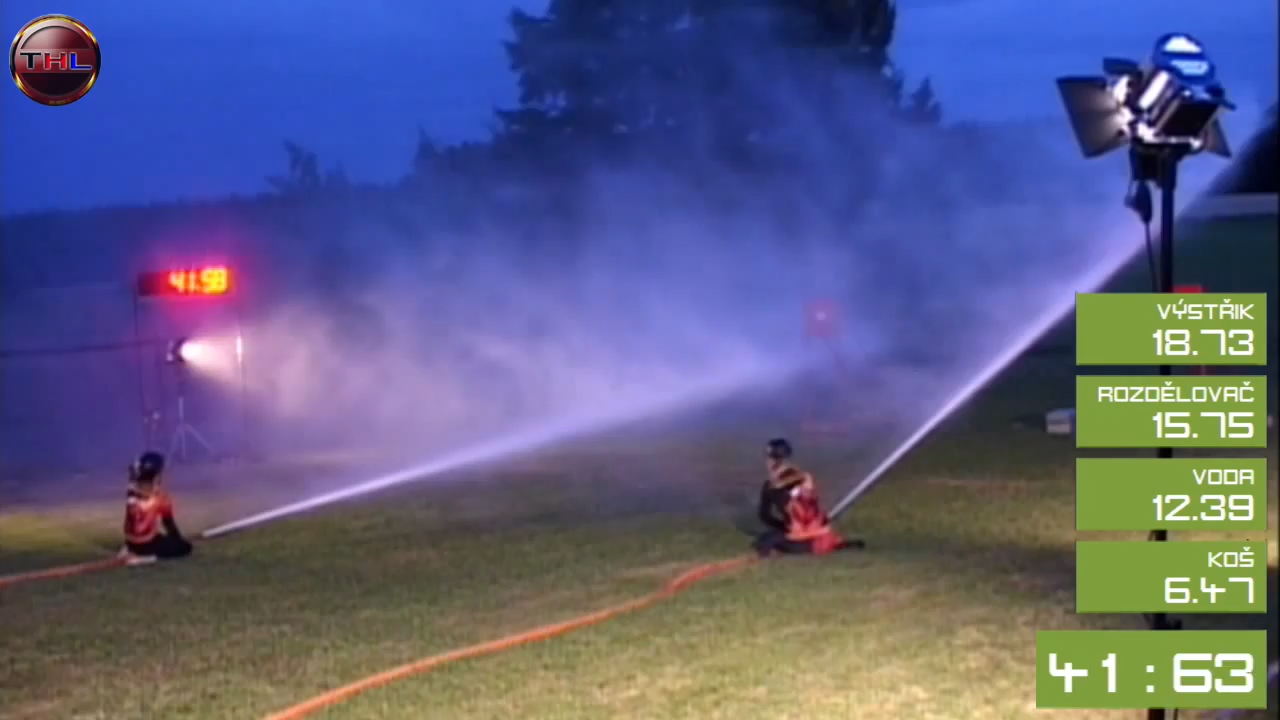 THL
41.58
VÝSTŘIK
18.73
ROZDĚLOVAČ
15.75
VODA
12.39
KOŠ
6.47
41:63